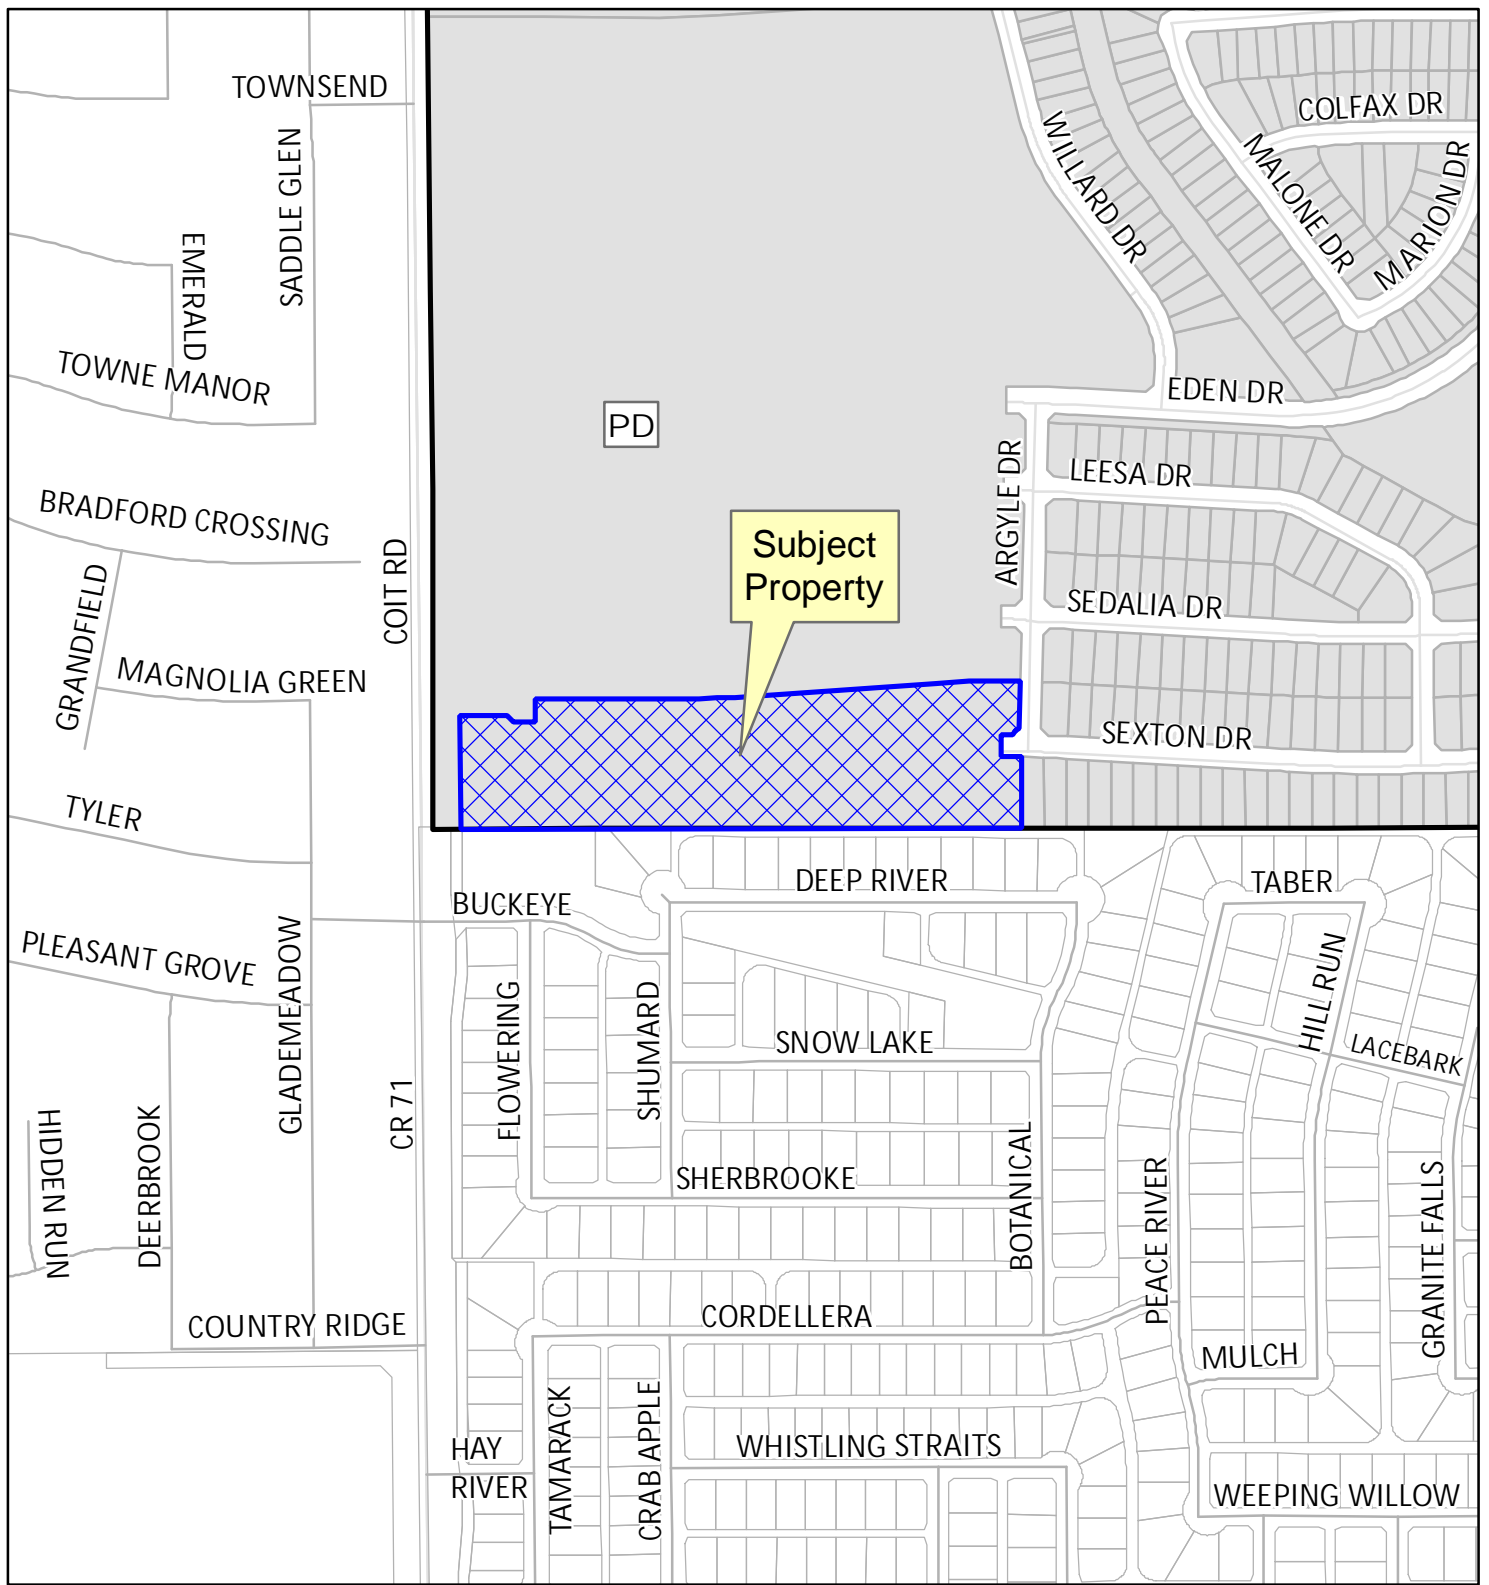 TOWNSEND
COLFAX DR
SADDLE GLEN
WILLARD DR
MALONE DR
MARION DR
EMERALD
TOWNE MANOR
EDEN DR
PD
ARGYLE DR
LEESA DR
BRADFORD CROSSING
COIT RD
Subject
Property
GRANDFIELD
SEDALIA DR
MAGNOLIA GREEN
SEXTON DR
TYLER
DEEP RIVER
TABER
BUCKEYE
PLEASANT GROVE
GLADEMEADOW
FLOWERING
SHUMARD
HILL RUN
SNOW LAKE
LACEBARK
CR 71
HIDDEN RUN
DEERBROOK
SHERBROOKE
BOTANICAL
PEACE RIVER
GRANITE FALLS
COUNTRY RIDGE
CORDELLERA
MULCH
TAMARACK
CRAB APPLE
HAY
RIVER
WHISTLING STRAITS
WEEPING WILLOW